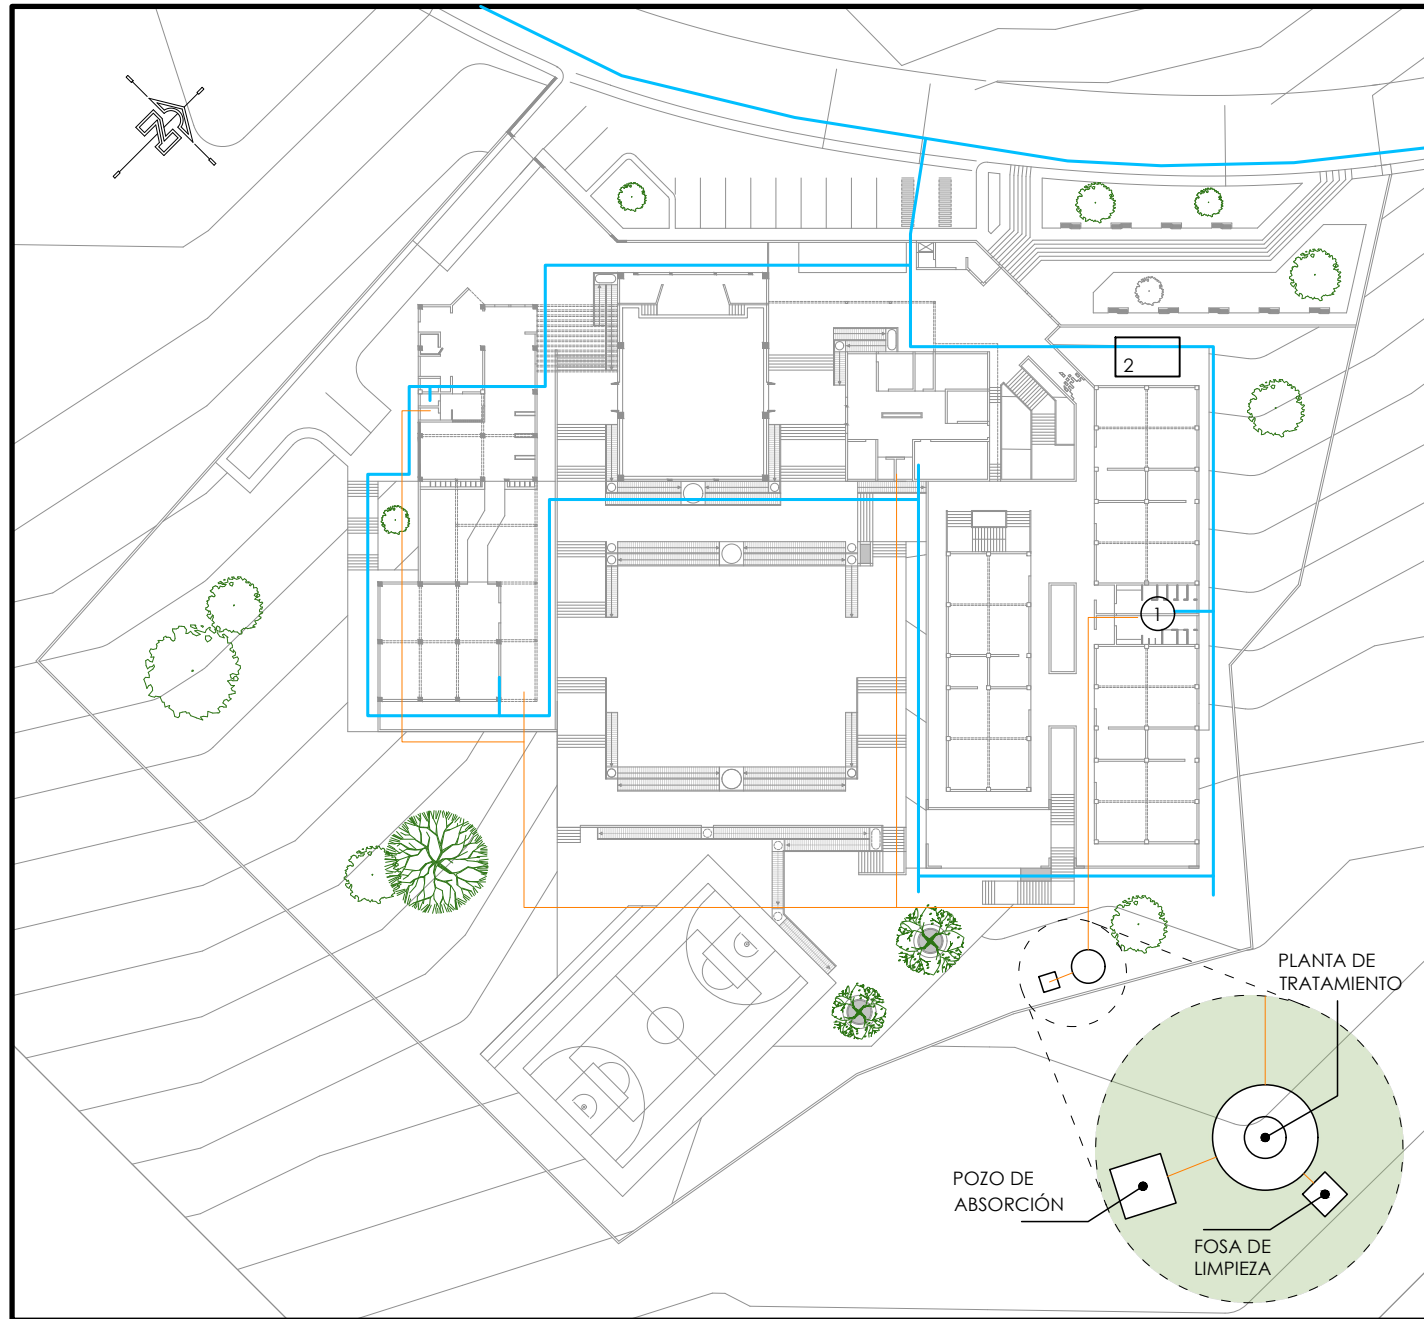 N
2
1
PLANTA DE
TRATAMIENTO
POZO DE
ABSORCIÓN
FOSA DE
LIMPIEZA